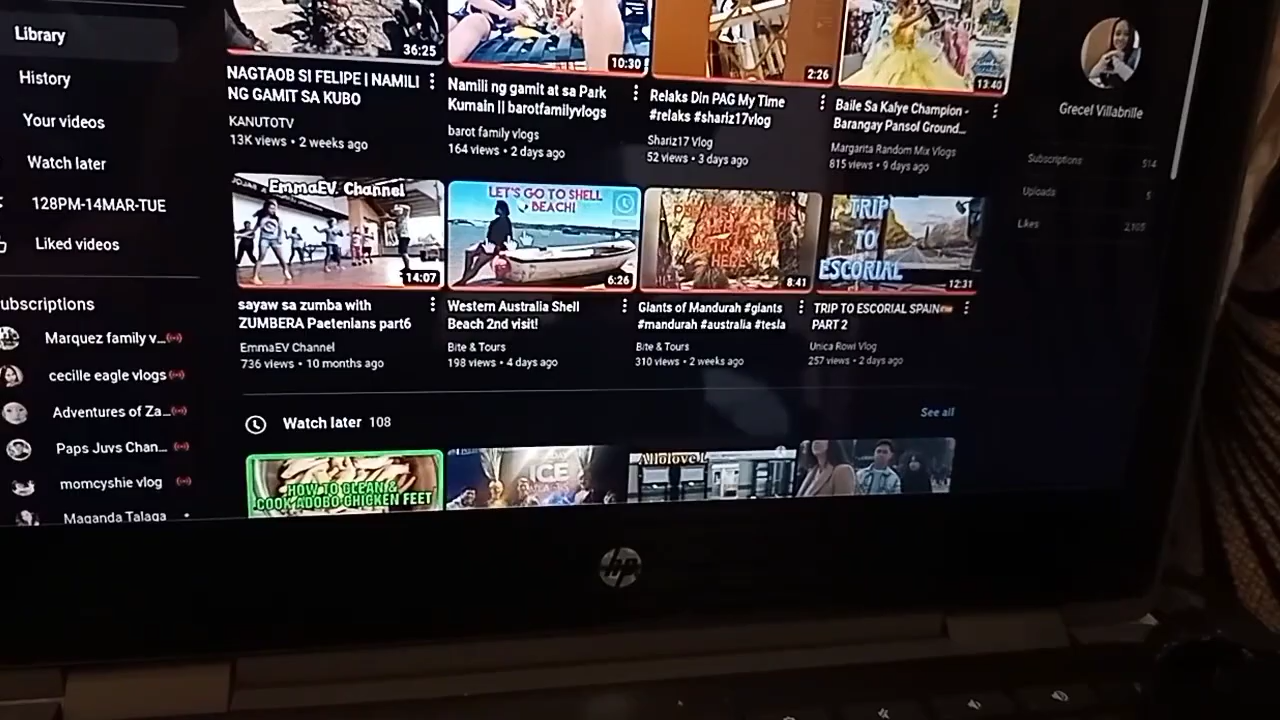 Library
History
Your videos
Watch later
128PM-14MAR-TUE
Liked videos
ubscriptions
Marquez family v...
cecille eagle vlogs
Adventures of Za...
Paps Juvs Chan...
momcyshie vlog
Maganda Talaga
36:25
NAGTAOB SI FELIPE | NAMILI
NG GAMIT SA KUBO
KANUTOTV
13K views • 2 weeks ago
10:30
Namili ng gamit at sa Park
Kumain || barotfamilyvlogs
barot family vlogs
164 views • 2 days ago
2:26
Relaks Din PAG My Time
#relaks #shariz17vlog
Shariz17 Vlog
52 views • 3 days ago
13:40
Baile Sa Kalye Champion -
Barangay Pansol Ground...
Margarita Random Mix Vlogs
815 views • 9 days ago
EmmaEV Channel
14:07
sayaw sa zumba with
ZUMBERA Paetenians part6
EmmaEV Channel
736 views • 10 months ago
LET'S GO TO SHELL
BEACH!
6:26
Western Australia Shell
Beach 2nd visit!
Bite & Tours
198 views • 4 days ago
HERE
8:41
Giants of Mandurah #giants
#mandurah #australia #tesla
Bite & Tours
310 views • 2 weeks ago
TRIP
TO
ESCORIAL
12:31
TRIP TO ESCORIAL SPAIN
PART 2
Unica Rowi Vlog
257 views • 2 days ago
Watch later 108
See all
HOW TO CLEAN &
COOK ADOBO CHICKEN FEET
ICE
Allolove L
Grecel Villabrille
Subscriptions 514
Uploads 5
Likes 2,105
hp